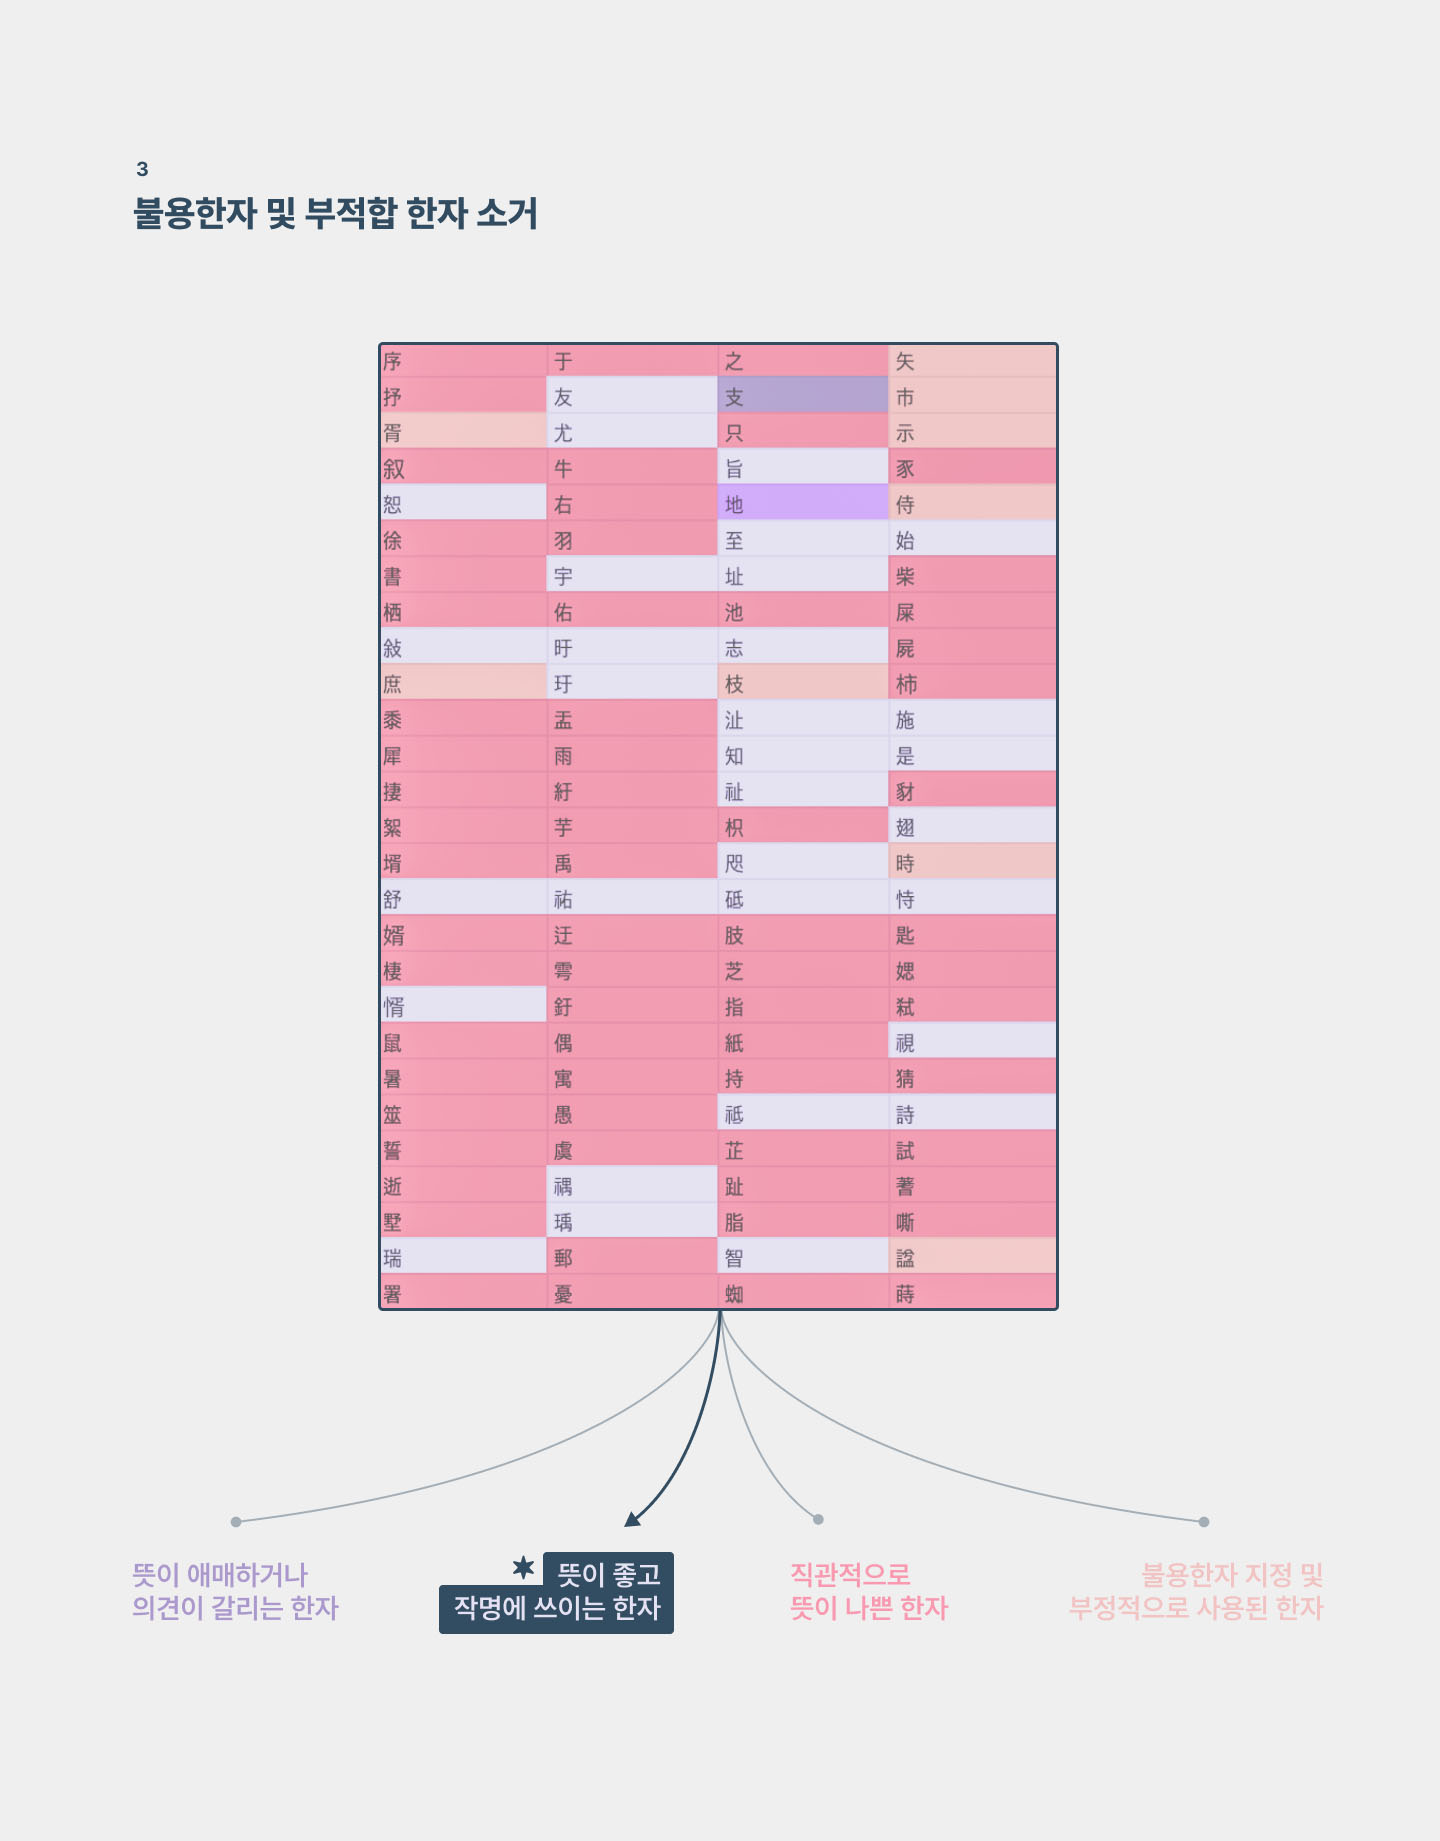 3
불용한자 및 부적합 한자 소거
序 于 之 矢
抒 友 支 市
胥 尤 只 示
叙 牛 旨 豕
恕 右 地 侍
徐 羽 至 始
書 宇 址 柴
栖 佑 池 屎
敍 旴 志 屍
庶 玗 枝 柿
黍 盂 沚 施
犀 雨 知 是
捿 紆 祉 豺
絮 芋 枳 翅
壻 禹 咫 時
舒 祐 砥 恃
婿 迂 肢 匙
棲 雩 芝 媤
惰 釪 指 弑
鼠 偶 紙 視
暑 寓 持 猜
筮 愚 祗 詩
誓 虞 芷 試
逝 禑 趾 蓍
墅 瑀 脂 嘶
瑞 郵 智 諡
署 憂 蜘 蒔
뜻이 애매하거나
의견이 갈리는 한자
뜻이 좋고
작명에 쓰이는 한자
직관적으로
뜻이 나쁜 한자
불용한자 지정 및
부정적으로 사용된 한자